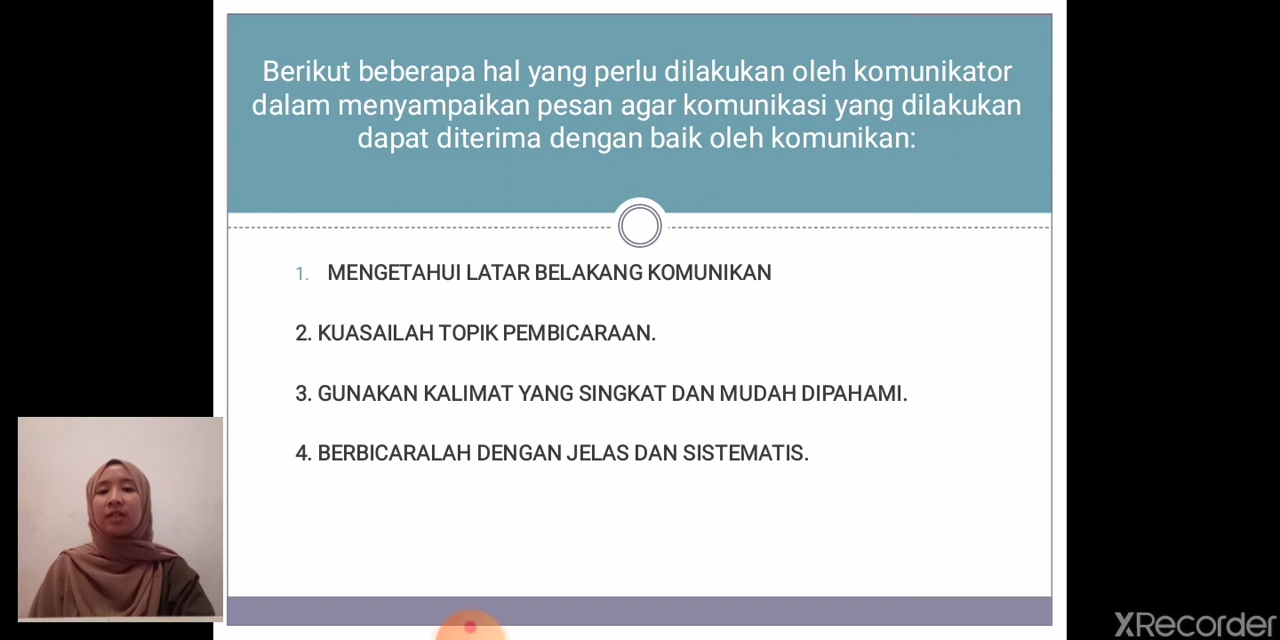 Berikut beberapa hal yang perlu dilakukan oleh komunikator
dalam menyampaikan pesan agar komunikasi yang dilakukan
dapat diterima dengan baik oleh komunikan:
1. MENGETAHUI LATAR BELAKANG KOMUNIKAN
2. KUASAILAH TOPIK PEMBICARAAN.
3. GUNAKAN KALIMAT YANG SINGKAT DAN MUDAH DIPAHAMI.
4. BERBICARALAH DENGAN JELAS DAN SISTEMATIS.
XRecorder